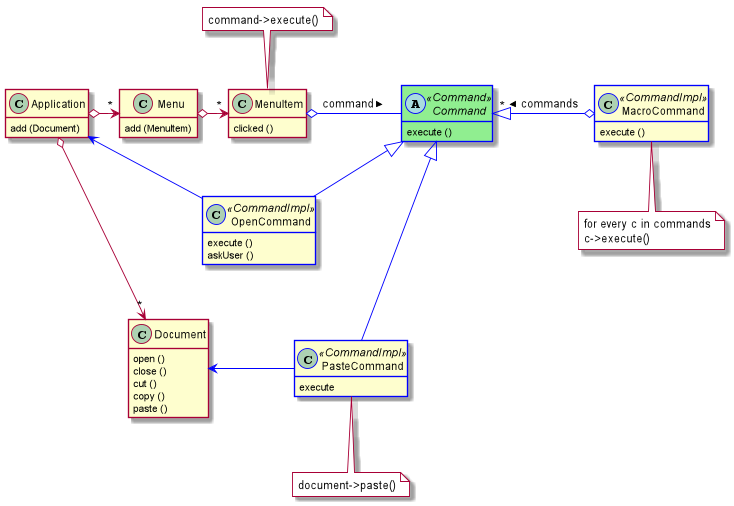 command->execute()
C Application
add (Document)
*
C Menu
add (MenuItem)
*
C MenuItem
clicked ()
command
A «Command»
Command
execute ()
* commands
C «CommandImpl»
MacroCommand
execute ()
C «CommandImpl»
OpenCommand
execute ()
askUser ()
for every c in commands
c->execute()
*
C Document
open ()
close ()
cut ()
copy ()
paste ()
C «CommandImpl»
PasteCommand
execute
document->paste()